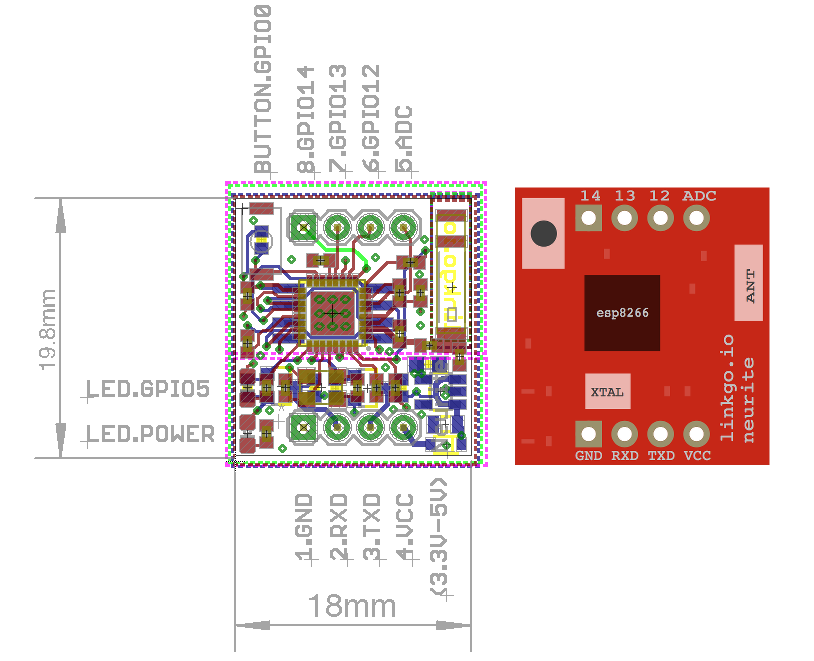 BUTTON.GPIO0
8.GPIO14
7.GPIO13
6.GPIO12
5.ADC
19.8mm
LED.GPIO5
LED.POWER
1.GND
2.RXD
3.TXD
4.VCC
(3.3V-5V)
18mm
14 13 12 ADC
ANT
esp8266
XTAL
linkgo.io
neurite
GND RXD TXD VCC